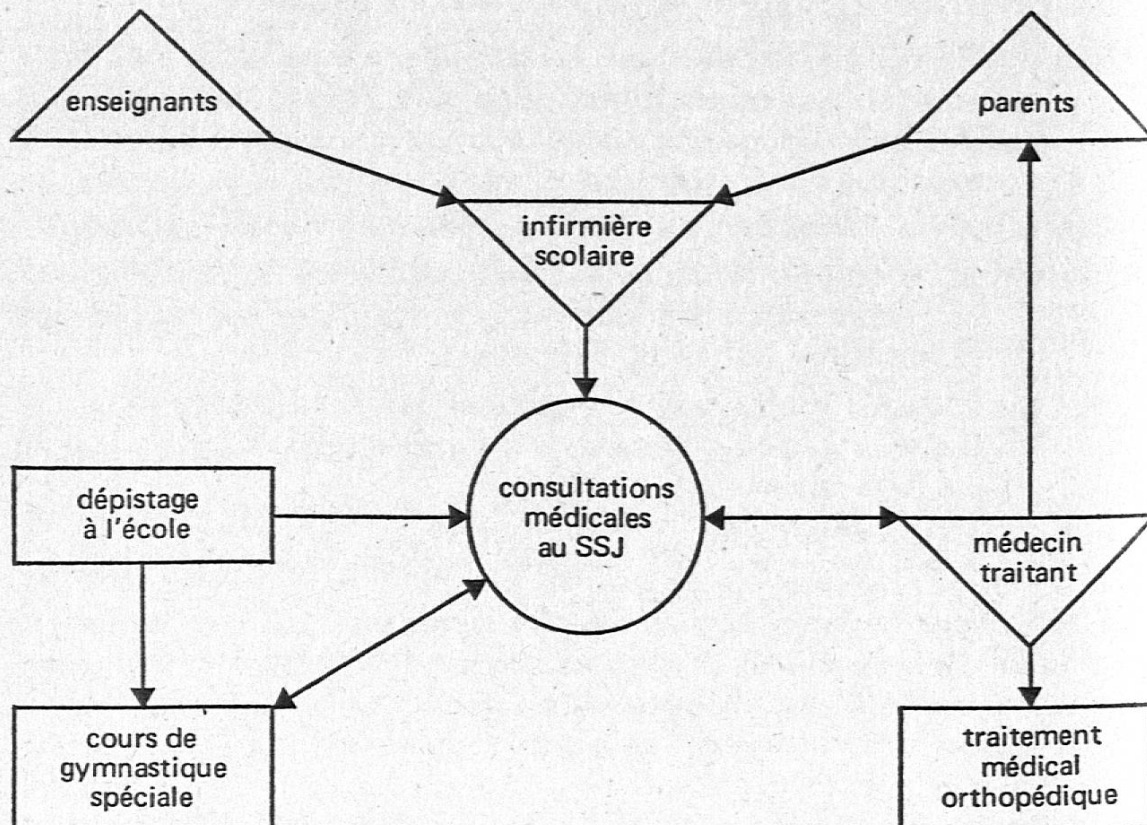 enseignants
parents
infirmière
scolaire
dépistage
à l'école
consultations
médicales
au SSJ
médecin
traitant
cours de
gymnastique
spéciale
traitement
médical
orthopédique